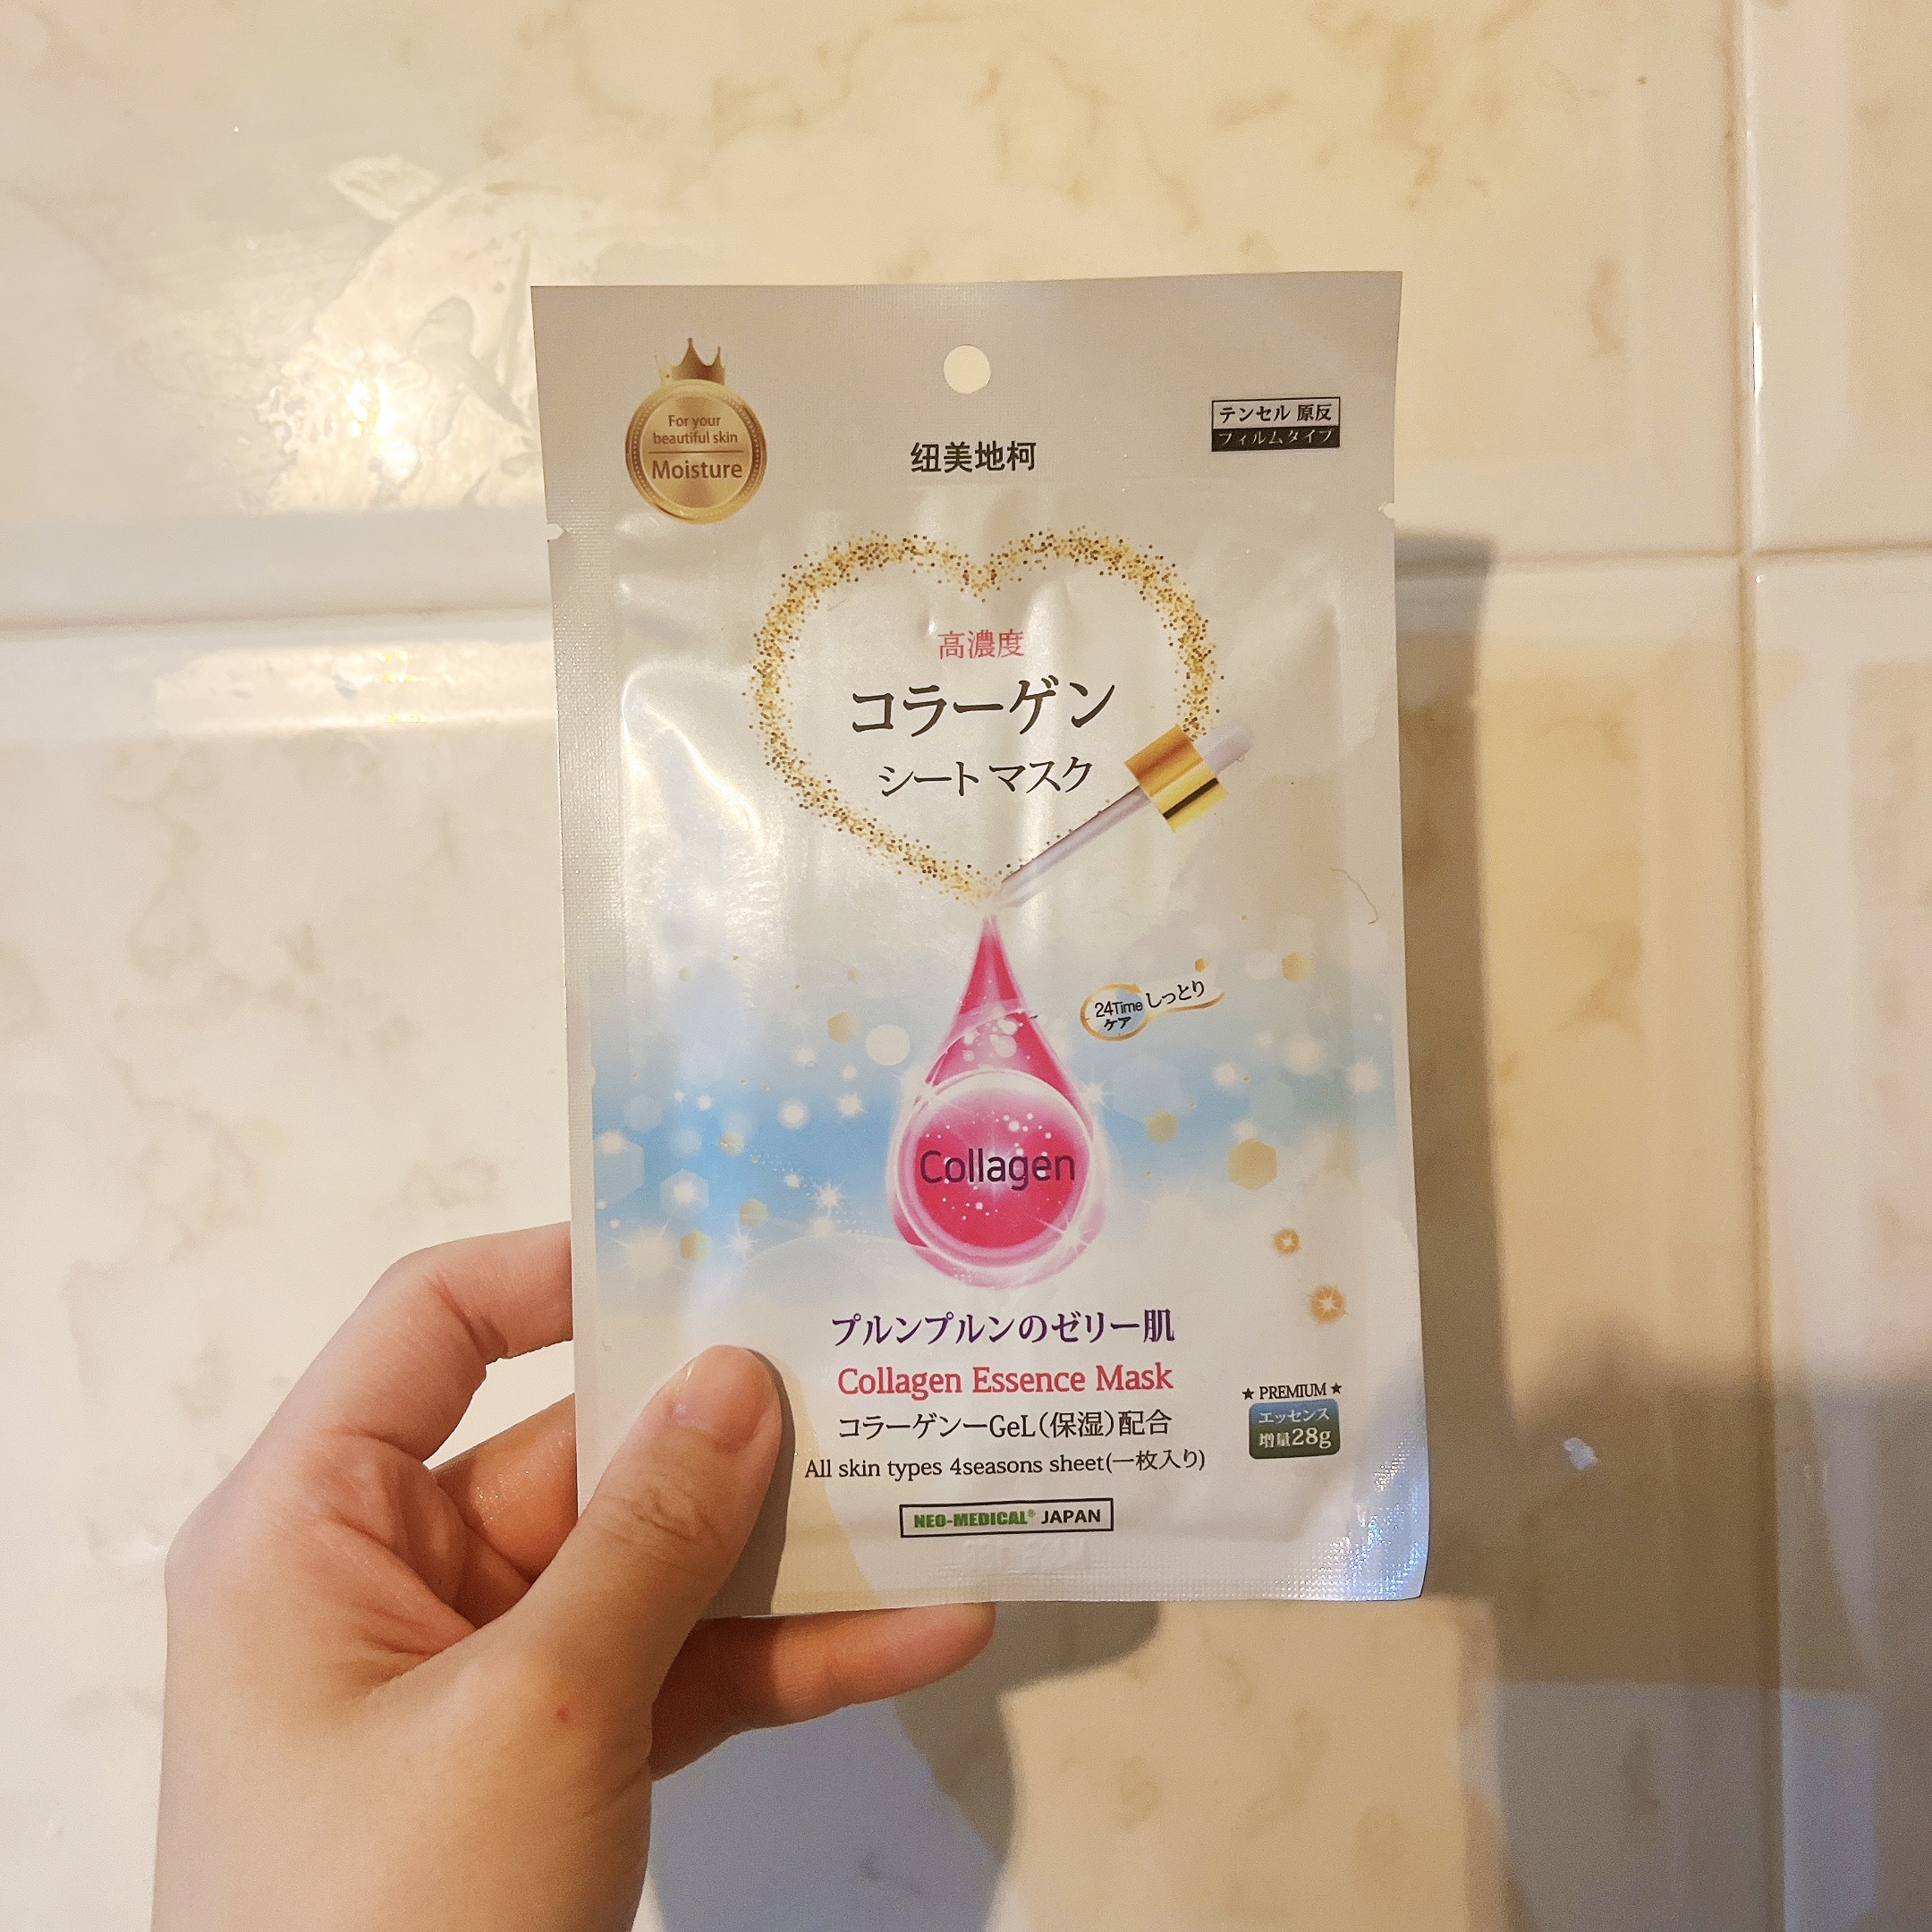 For your
beautiful skin
Moisture
纽美地柯
テンセル 原反
フィルムタイプ
高濃度
コラーゲン
シートマスク
24Time
ケア
しっとり
Collagen
プルンプルンのゼリー肌
Collagen Essence Mask
コラーゲンーGeL(保湿)配合
All skin types 4seasons sheet(一枚入り)
★ PREMIUM ★
エッセンス
増量28g
NEO-MEDICAL® JAPAN